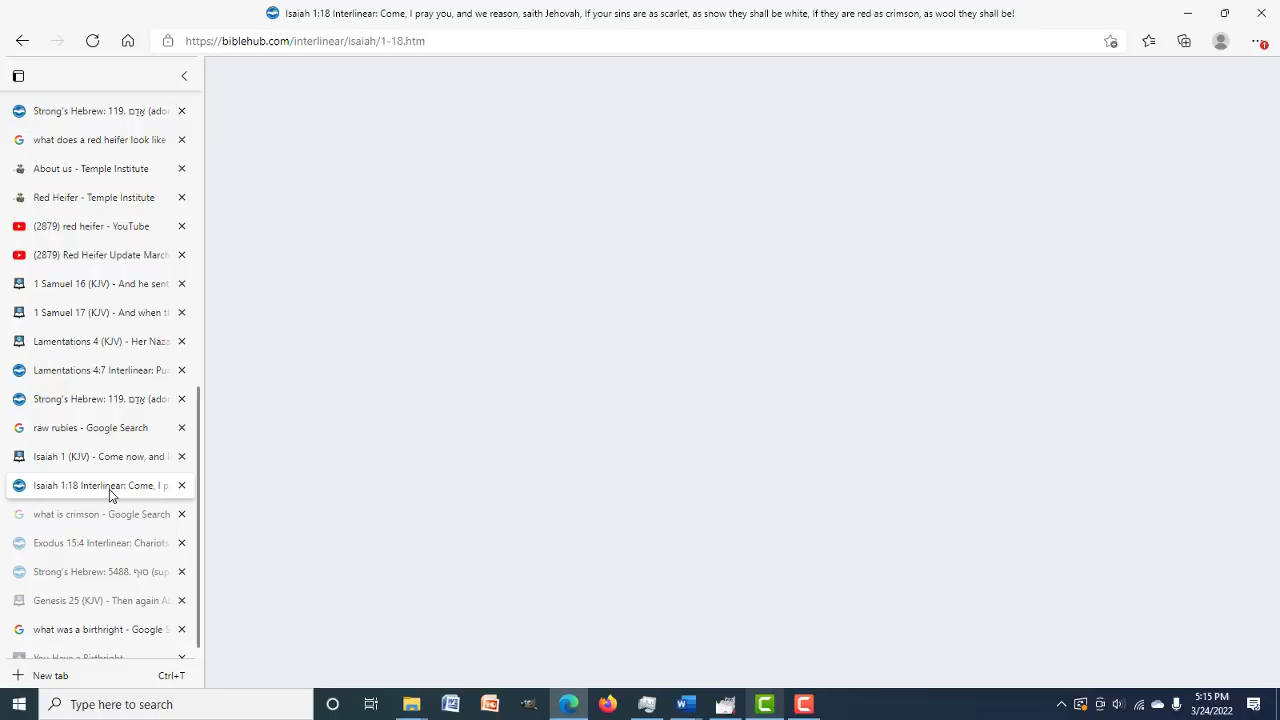 Isaiah 1:18 Interlinear: Come, I pray you, and we reason, saith Jehovah, If your sins are as scarlet, as snow they shall be white, If they are red as crimson, as wool they shall be!
https://biblehub.com/interlinear/isaiah/1-18.htm
Strong's Hebrew: 119. אָדַם (ador
what does a red heifer look like
About us - Temple Institute
Red Heifer - Temple Institute
(2879) red heifer - YouTube
(2879) Red Heifer Update March
1 Samuel 16 (KJV) - And he sent
1 Samuel 17 (KJV) - And when t
Lamentations 4 (KJV) - Her Naza
Lamentations 4:7 Interlinear: Pu
Strong's Hebrew: 119. אָדַם (ador
raw rubies - Google Search
Isaiah 1 (KJV) - Come now, and l
Isaiah 1:18 Interlinear: Come, I p
what is crimson - Google Search
Exodus 15:4 Interlinear: Chariots
Strong's Hebrew: 5488. סוּף (sup
Genesis 25 (KJV) - Then again A
what was a birthright - Google S
You Have a Birthright
New tab Ctrl+T
Type here to search
5:15 PM
3/24/2022